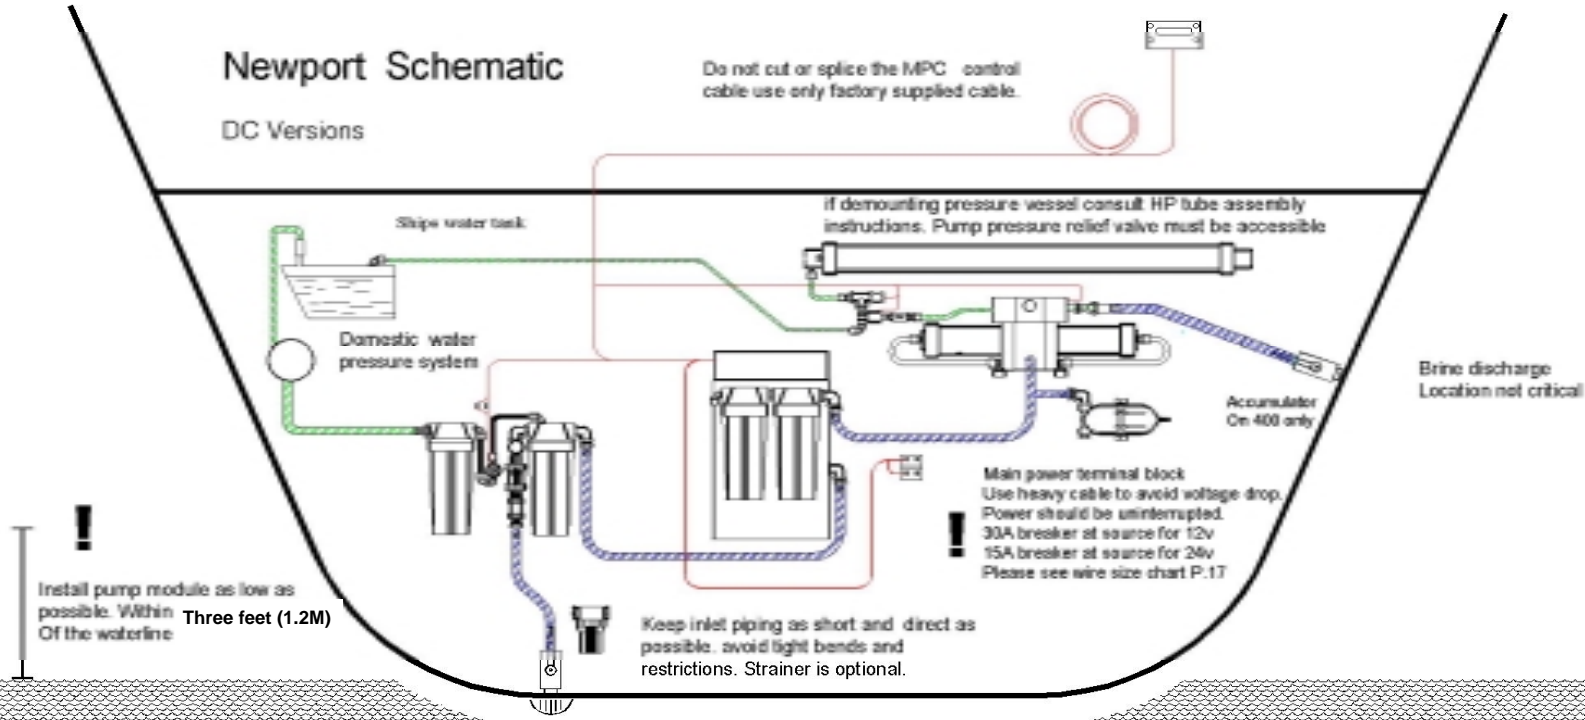 Newport Schematic
DC Versions
Do not cut or splice the MPC control
cable use only factory supplied cable.
if demounting pressure vessel consult HP tube assembly
instructions. Pump pressure relief valve must be accessible
Ships water tank
Domestic water
pressure system
Brine discharge
Location not critical
Accumulator
On 400 only
Main power terminal block
Use heavy cable to avoid voltage drop.
Power should be uninterrupted.
30A breaker at source for 12v
15A breaker at source for 24v
Please see wire size chart P.17
!
!
Install pump module as low as
possible. Within Three feet (1.2M)
Of the waterline
Keep inlet piping as short and direct as
possible. avoid tight bends and
restrictions. Strainer is optional.